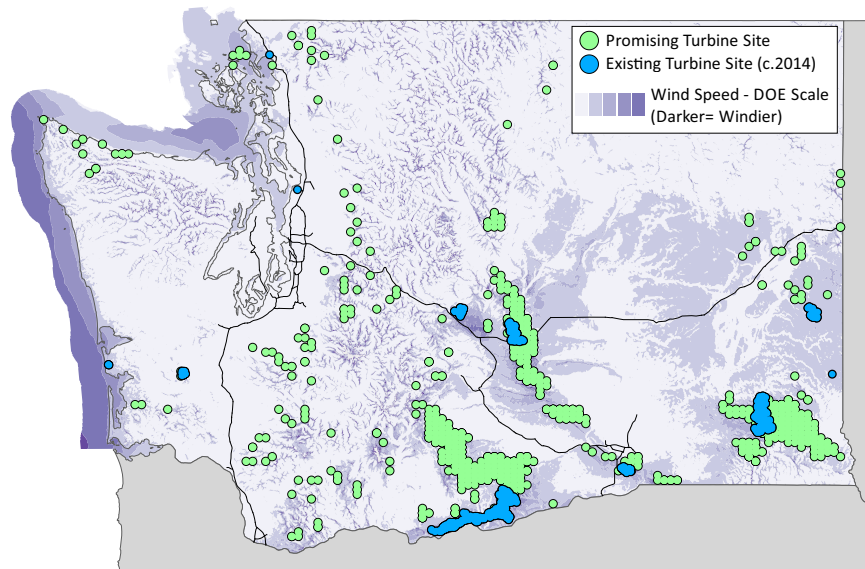 Promising Turbine Site
Existing Turbine Site (c.2014)
Wind Speed - DOE Scale
(Darker= Windier)